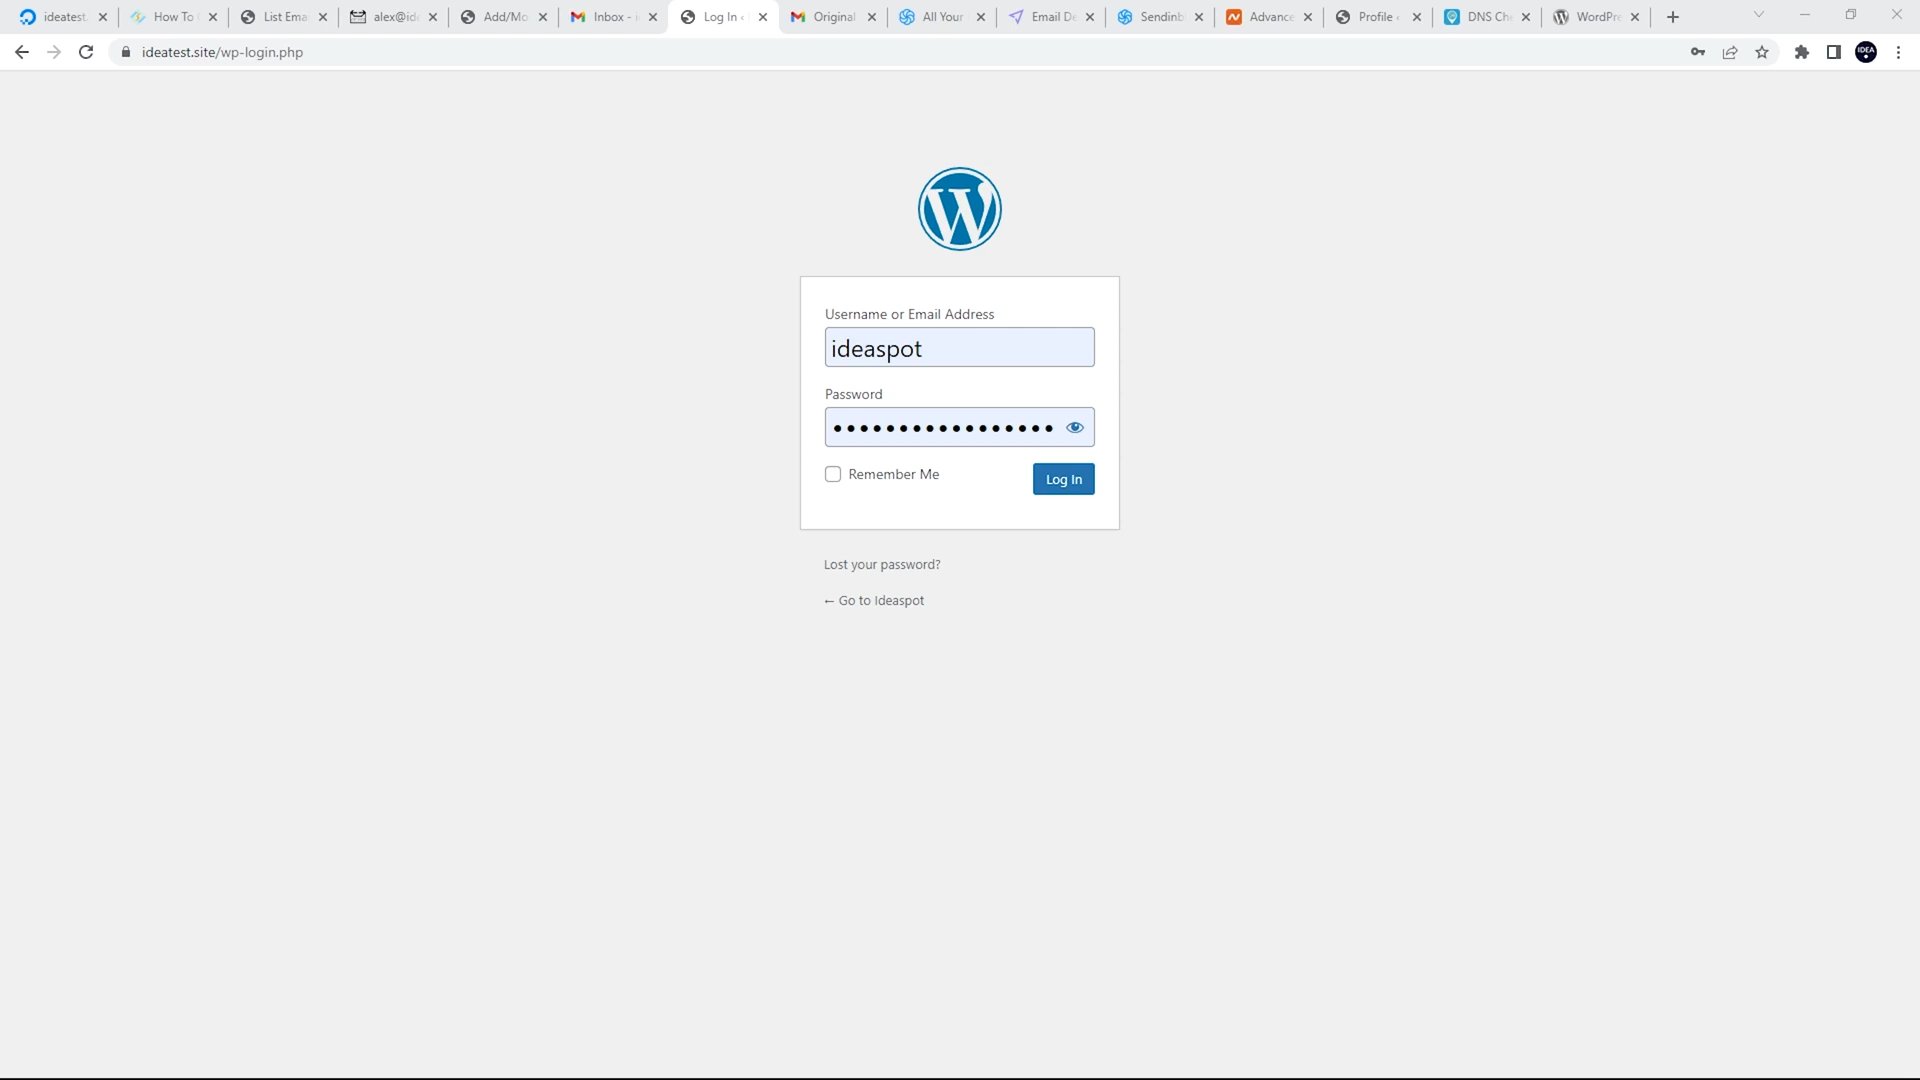 ideatest. How To List Ema alex@id Add/Mo Inbox - i Log In ‹ Original All Your Email De Sendinb Advance Profile ‹ DNS Ch WordPre
ideatest.site/wp-login.php
IDEA
Username or Email Address
ideaspot
Password
Remember Me
Log In
Lost your password?
← Go to Ideaspot